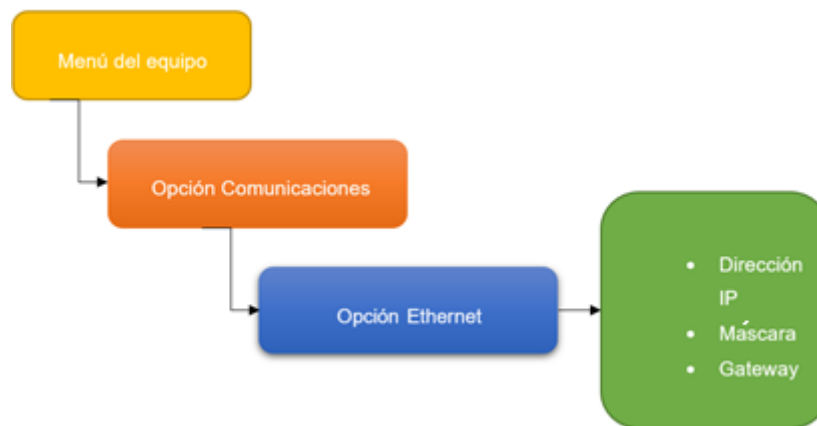 Menú del equipo
Opción Comunicaciones
Opción Ethernet
• Dirección
IP
• Máscara
• Gateway